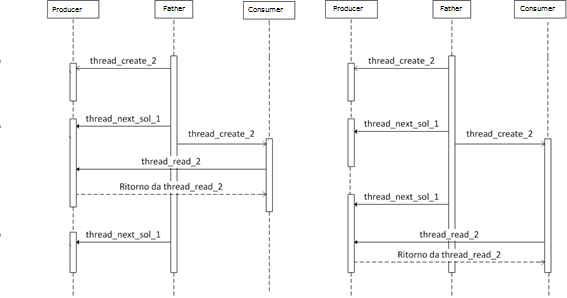 Producer Father Consumer
thread_create_2
thread_next_sol_1
thread_create_2
thread_read_2
Ritorno da thread_read_2
thread_next_sol_1
Producer Father Consumer
thread_create_2
thread_next_sol_1
thread_create_2
thread_next_sol_1
thread_read_2
Ritorno da thread_read_2